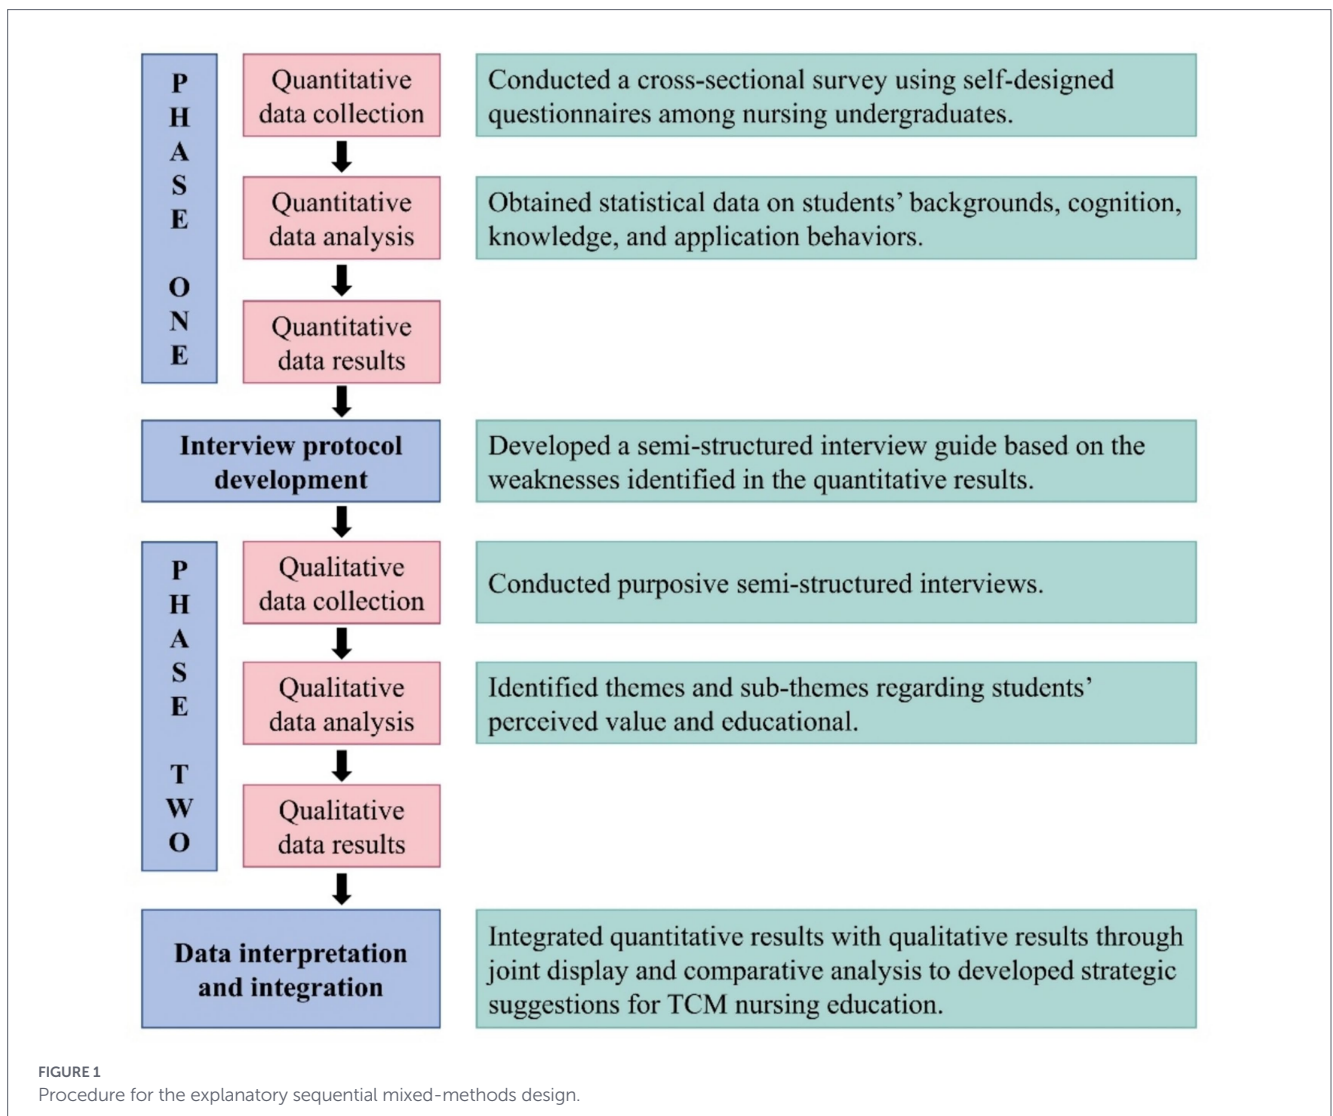 PHASE ONE
Quantitative
data collection
Conducted a cross-sectional survey using self-designed
questionnaires among nursing undergraduates.
Quantitative
data analysis
Obtained statistical data on students’ backgrounds, cognition,
knowledge, and application behaviors.
Quantitative
data results
Interview protocol
development
Developed a semi-structured interview guide based on the
weaknesses identified in the quantitative results.
PHASE TWO
Qualitative
data collection
Conducted purposive semi-structured interviews.
Qualitative
data analysis
Identified themes and sub-themes regarding students’
perceived value and educational.
Qualitative
data results
Data interpretation
and integration
Integrated quantitative results with qualitative results through
joint display and comparative analysis to developed strategic
suggestions for TCM nursing education.
FIGURE 1
Procedure for the explanatory sequential mixed-methods design.